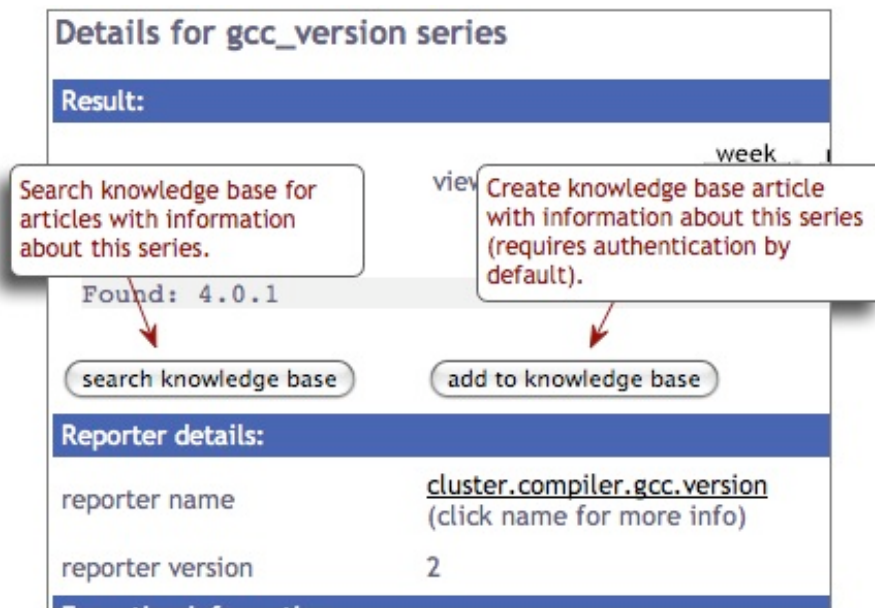 Details for gcc_version series
Result:
week
view
Search knowledge base for
articles with information
about this series.
Create knowledge base article
with information about this series
(requires authentication by
default).
Found: 4.0.1
search knowledge base
add to knowledge base
Reporter details:
reporter name
cluster.compiler.gcc.version
(click name for more info)
reporter version
2